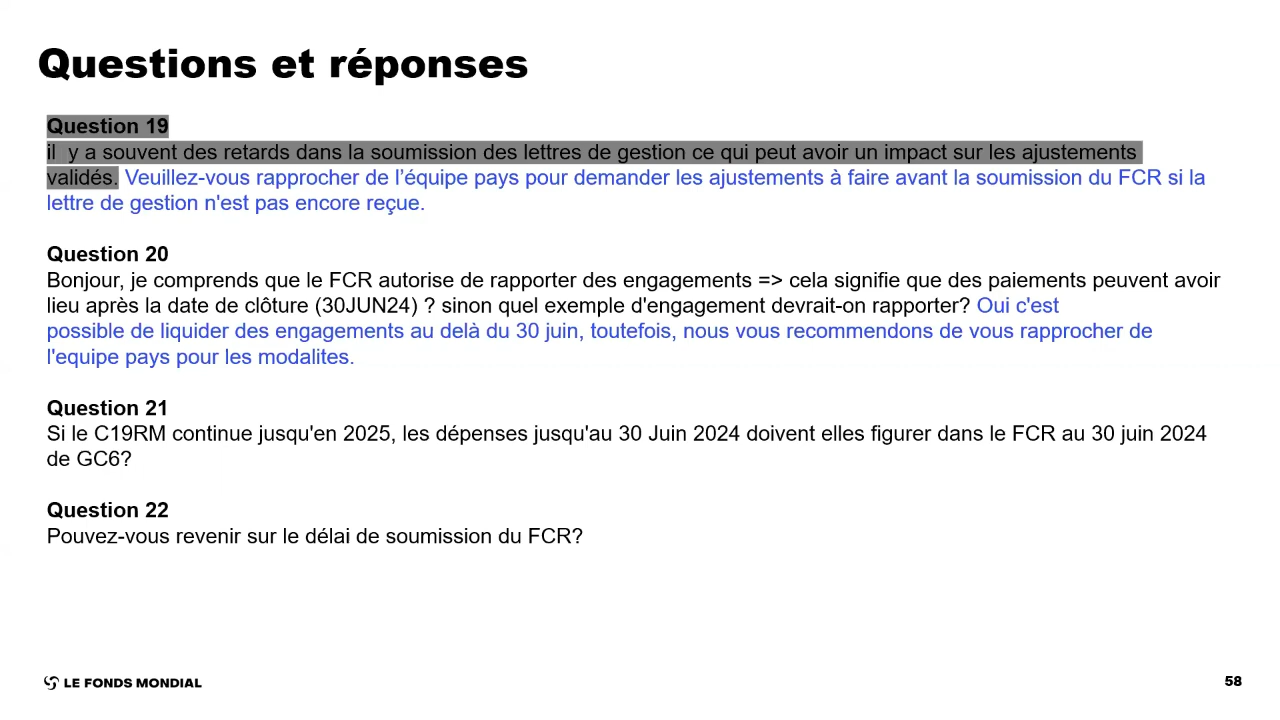 Questions et réponses
Question 19
il  y a souvent des retards dans la soumission des lettres de gestion ce qui peut avoir un impact sur les ajustements
validés. Veuillez-vous rapprocher de l’équipe pays pour demander les ajustements à faire avant la soumission du FCR si la
lettre de gestion n'est pas encore reçue.
Question 20
Bonjour, je comprends que le FCR autorise de rapporter des engagements => cela signifie que des paiements peuvent avoir
lieu après la date de clôture (30JUN24) ? sinon quel exemple d'engagement devrait-on rapporter? Oui c'est
possible de liquider des engagements au delà du 30 juin, toutefois, nous vous recommendons de vous rapprocher de
l'equipe pays pour les modalites.
Question 21
Si le C19RM continue jusqu'en 2025, les dépenses jusqu'au 30 Juin 2024 doivent elles figurer dans le FCR au 30 juin 2024
de GC6?
Question 22
Pouvez-vous revenir sur le délai de soumission du FCR?
LE FONDS MONDIAL
58